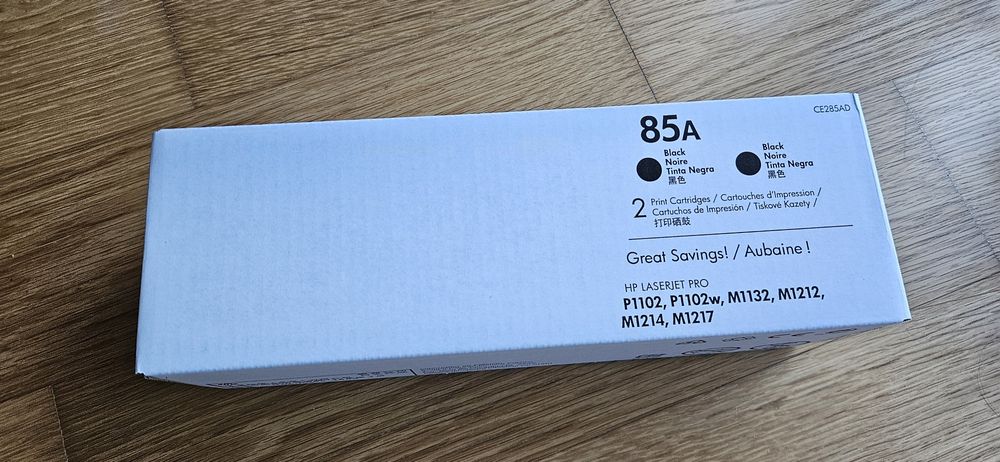 CE285AD
85A
Black
Noire
Tinta Negra
黑色
Black
Noire
Tinta Negra
黑色
2 Print Cartridges / Cartouches d'Impression /
Cartuchos de Impresión / Tiskové Kazety /
打印硒鼓
Great Savings! / Aubaine !
HP LASERJET PRO
P1102, P1102w, M1132, M1212,
M1214, M1217